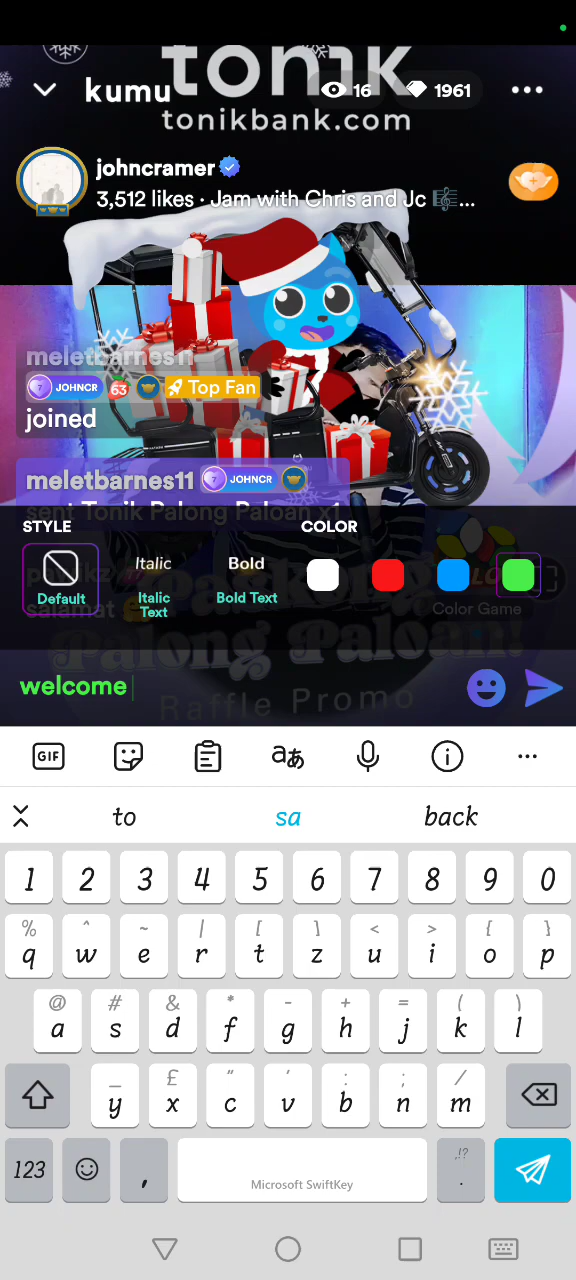 tonik
kumu
16
1961
tonikbank.com
johncramer
3,512 likes · Jam with Chris and Jc 🎼...
meletbarnes11
7 JOHNCR 63 Top Fan
joined
meletbarnes11 JOHNCR
sent Tonik Palong Paloan x1
STYLE
COLOR
Italic
Bold
Default
Italic
Text
Bold Text
salamat
Color Game
Palong Paloan!
welcome
Raffle Promo
GIF
to sa back
1 2 3 4 5 6 7 8 9 0
% ^ ~ | [ ] < > { }
q w e r t z u i o p
@ # & * - + = ( )
a s d f g h j k l
_ £ " ' : ; /
y x c v b n m
123 , Microsoft SwiftKey ,!? .